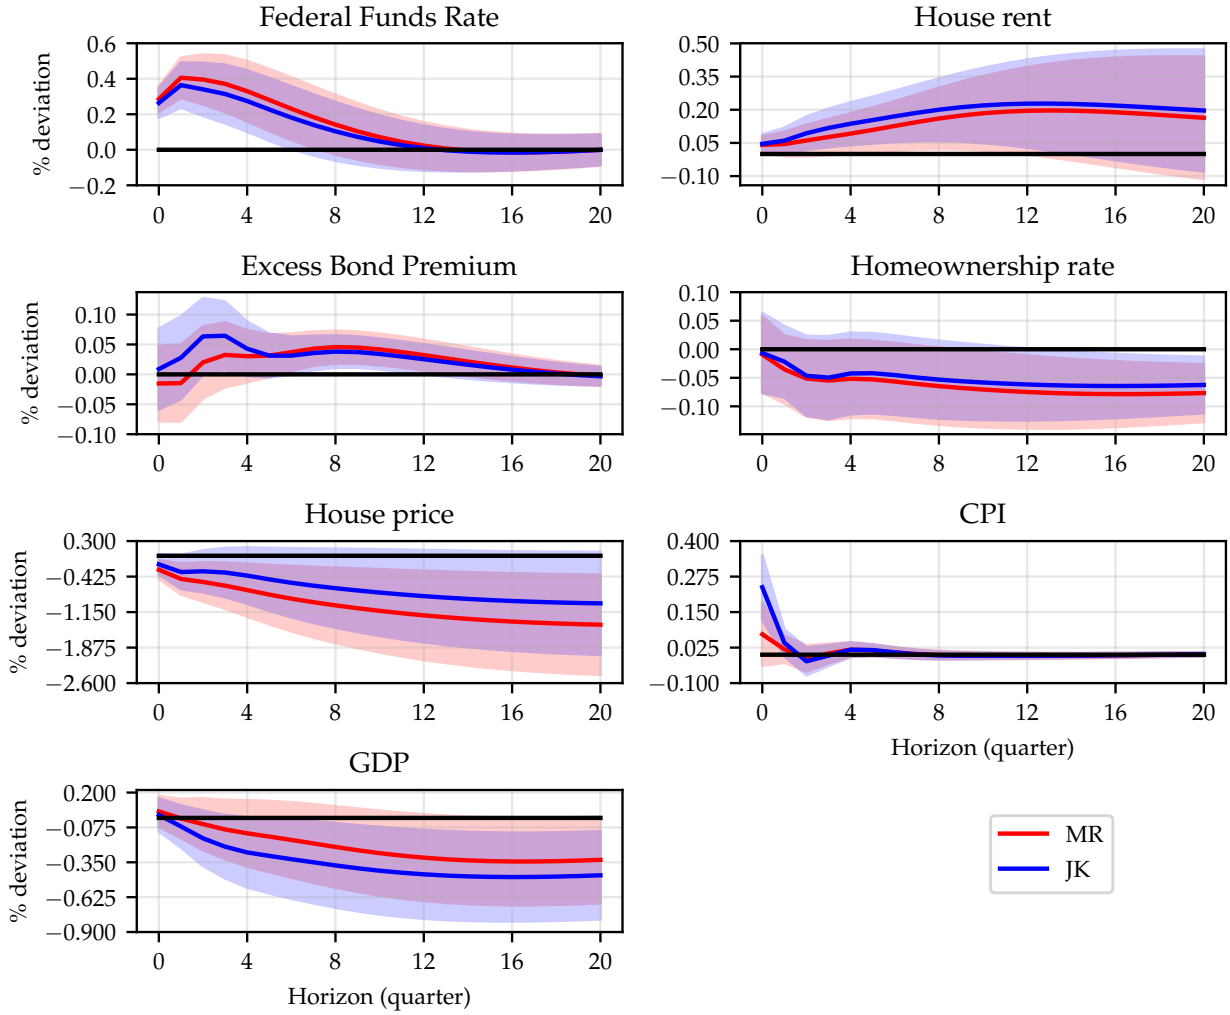 Federal Funds Rate
% deviation
0.6
0.4
0.2
0.0
−0.2
0 4 8 12 16 20
House rent
0.50
0.35
0.20
0.05
−0.10
0 4 8 12 16 20
Excess Bond Premium
% deviation
0.10
0.05
0.00
−0.05
−0.10
0 4 8 12 16 20
Homeownership rate
0.10
0.05
0.00
−0.05
−0.10
0 4 8 12 16 20
House price
% deviation
0.300
−0.425
−1.150
−1.875
−2.600
0 4 8 12 16 20
CPI
0.400
0.275
0.150
0.025
−0.100
0 4 8 12 16 20
Horizon (quarter)
GDP
% deviation
0.200
−0.075
−0.350
−0.625
−0.900
0 4 8 12 16 20
Horizon (quarter)
MR
JK